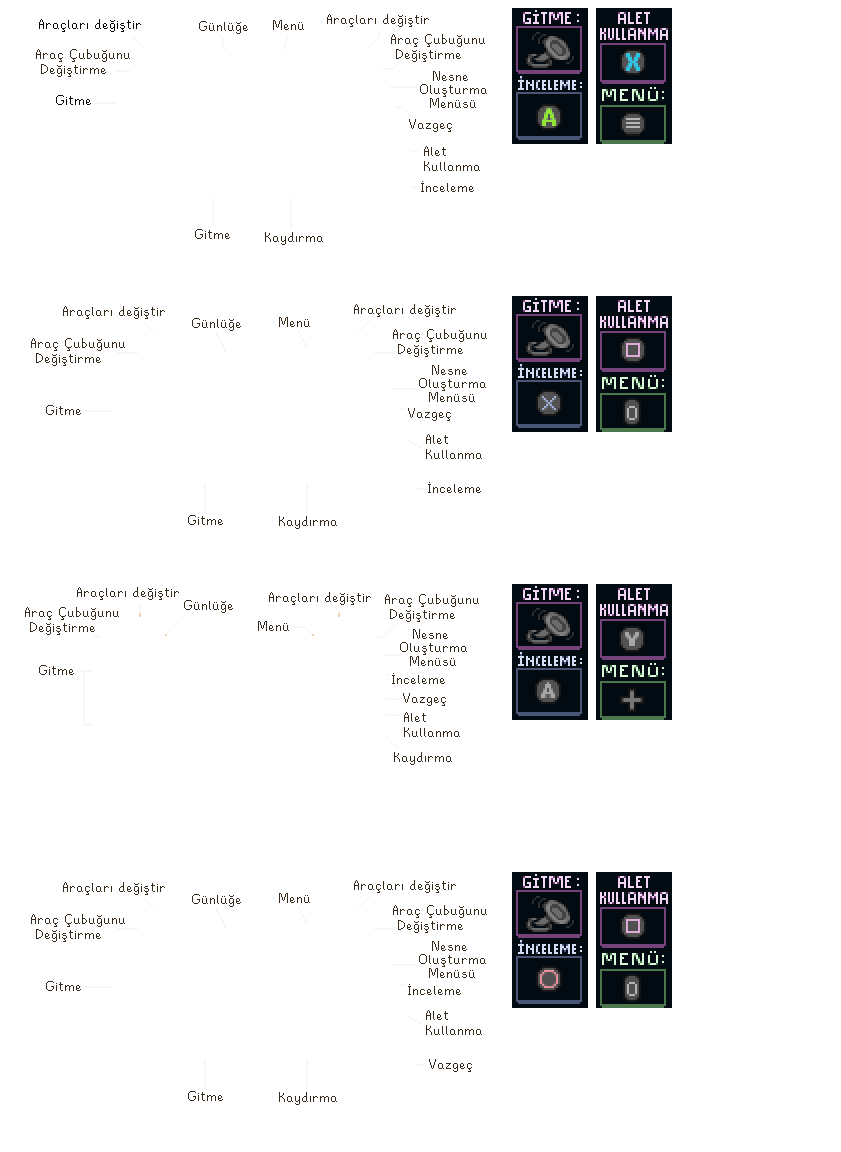 Araçları değiştir
Günlüğe
Menü
Araçları değiştir
Araç Çubuğunu
Değiştirme
Araç Çubuğunu
Değiştirme
Nesne
Oluşturma
Menüsü
Gitme
Vazgeç
Alet
Kullanma
İnceleme
Gitme
Kaydırma
GİTME:
ALET
KULLANMA
X
İNCELEME:
A
MENÜ:
Araçları değiştir
Günlüğe
Menü
Araçları değiştir
Araç Çubuğunu
Değiştirme
Araç Çubuğunu
Değiştirme
Nesne
Oluşturma
Menüsü
Gitme
Vazgeç
Alet
Kullanma
İnceleme
Gitme
Kaydırma
GİTME:
ALET
KULLANMA
İNCELEME:
MENÜ:
Araçları değiştir
Günlüğe
Araçları değiştir
Araç Çubuğunu
Değiştirme
Araç Çubuğunu
Değiştirme
Menü
Nesne
Oluşturma
Menüsü
Gitme
İnceleme
Vazgeç
Alet
Kullanma
Kaydırma
GİTME:
ALET
KULLANMA
Y
İNCELEME:
A
MENÜ:
Araçları değiştir
Günlüğe
Menü
Araçları değiştir
Araç Çubuğunu
Değiştirme
Araç Çubuğunu
Değiştirme
Nesne
Oluşturma
Menüsü
Gitme
İnceleme
Alet
Kullanma
Vazgeç
Gitme
Kaydırma
GİTME:
ALET
KULLANMA
İNCELEME:
MENÜ: